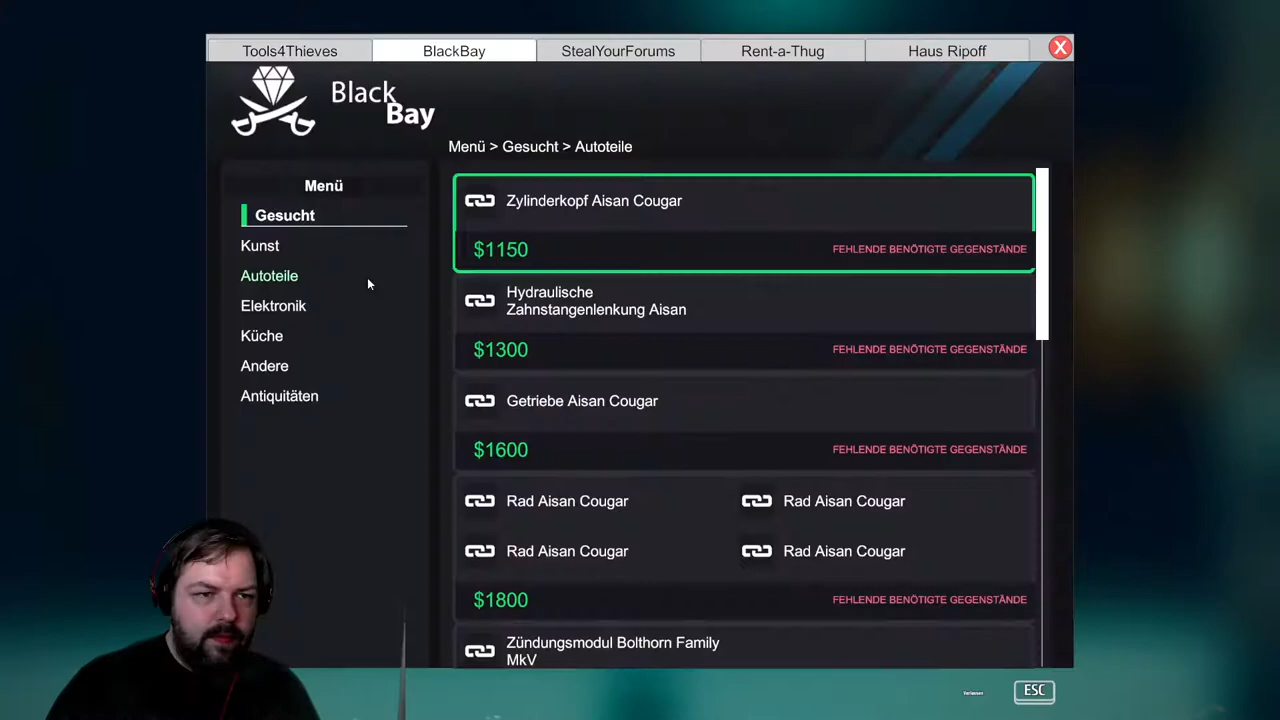 Tools4Thieves
BlackBay
StealYourForums
Rent-a-Thug
Haus Ripoff
X
Black
Bay
Menü > Gesucht > Autoteile
Menü
Gesucht
Kunst
Autoteile
Elektronik
Küche
Andere
Antiquitäten
Zylinderkopf Aisan Cougar
$1150
FEHLENDE BENÖTIGTE GEGENSTÄNDE
Hydraulische
Zahnstangenlenkung Aisan
$1300
FEHLENDE BENÖTIGTE GEGENSTÄNDE
Getriebe Aisan Cougar
$1600
FEHLENDE BENÖTIGTE GEGENSTÄNDE
Rad Aisan Cougar
Rad Aisan Cougar
Rad Aisan Cougar
Rad Aisan Cougar
$1800
FEHLENDE BENÖTIGTE GEGENSTÄNDE
Zündungsmodul Bolthorn Family
MkV
Verlassen
ESC